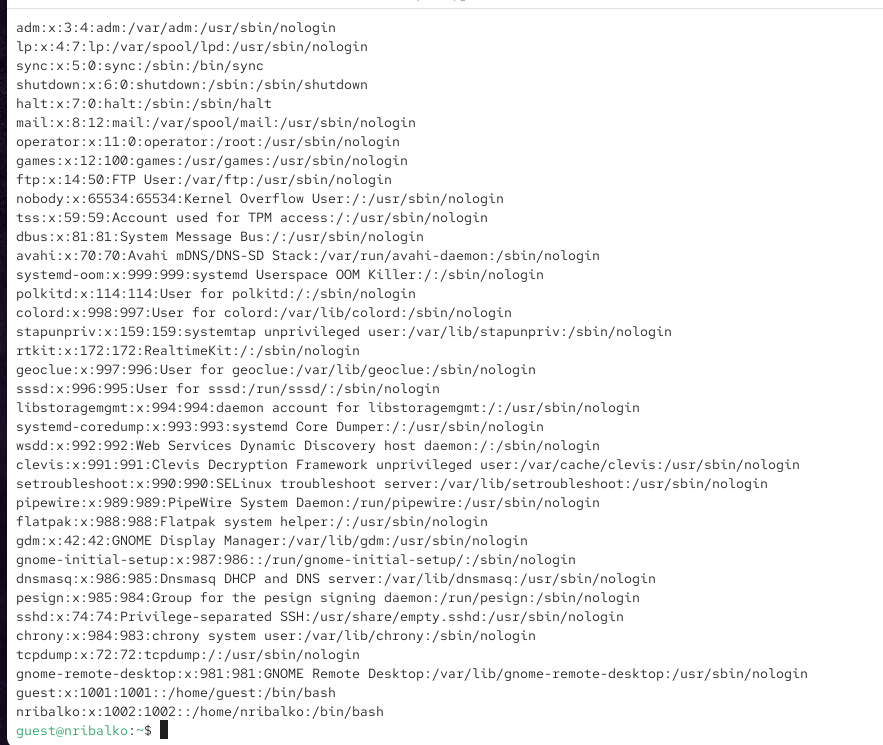 adm:x:3:4:adm:/var/adm:/usr/sbin/nologin
lp:x:4:7:lp:/var/spool/lpd:/usr/sbin/nologin
sync:x:5:0:sync:/sbin:/bin/sync
shutdown:x:6:0:shutdown:/sbin:/sbin/shutdown
halt:x:7:0:halt:/sbin:/sbin/halt
mail:x:8:12:mail:/var/spool/mail:/usr/sbin/nologin
operator:x:11:0:operator:/root:/usr/sbin/nologin
games:x:12:100:games:/usr/games:/usr/sbin/nologin
ftp:x:14:50:FTP User:/var/ftp:/usr/sbin/nologin
nobody:x:65534:65534:Kernel Overflow User:/:/usr/sbin/nologin
tss:x:59:59:Account used for TPM access:/:/usr/sbin/nologin
dbus:x:81:81:System Message Bus:/:/usr/sbin/nologin
avahi:x:70:70:Avahi mDNS/DNS-SD Stack:/var/run/avahi-daemon:/sbin/nologin
systemd-oom:x:999:999:systemd Userspace OOM Killer:/:/sbin/nologin
polkitd:x:114:114:User for polkitd:/:/sbin/nologin
colord:x:998:997:User for colord:/var/lib/colord:/sbin/nologin
stapunpriv:x:159:159:systemtap unprivileged user:/var/lib/stapunpriv:/sbin/nologin
rtkit:x:172:172:RealtimeKit:/:/sbin/nologin
geoclue:x:997:996:User for geoclue:/var/lib/geoclue:/sbin/nologin
sssd:x:996:995:User for sssd:/run/sssd/:/sbin/nologin
libstoragemgmt:x:994:994:daemon account for libstoragemgmt:/:/usr/sbin/nologin
systemd-coredump:x:993:993:systemd Core Dumper:/:/usr/sbin/nologin
wsdd:x:992:992:Web Services Dynamic Discovery host daemon:/:/sbin/nologin
clevis:x:991:991:Clevis Decryption Framework unprivileged user:/var/cache/clevis:/usr/sbin/nologin
setroubleshoot:x:990:990:SELinux troubleshoot server:/var/lib/setroubleshoot:/usr/sbin/nologin
pipewire:x:989:989:PipeWire System Daemon:/run/pipewire:/usr/sbin/nologin
flatpak:x:988:988:Flatpak system helper:/:/usr/sbin/nologin
gdm:x:42:42:GNOME Display Manager:/var/lib/gdm:/usr/sbin/nologin
gnome-initial-setup:x:987:986::/run/gnome-initial-setup/:/sbin/nologin
dnsmasq:x:986:985:Dnsmasq DHCP and DNS server:/var/lib/dnsmasq:/usr/sbin/nologin
pesign:x:985:984:Group for the pesign signing daemon:/run/pesign:/sbin/nologin
sshd:x:74:74:Privilege-separated SSH:/usr/share/empty.sshd:/usr/sbin/nologin
chrony:x:984:983:chrony system user:/var/lib/chrony:/sbin/nologin
tcpdump:x:72:72:tcpdump:/:/usr/sbin/nologin
gnome-remote-desktop:x:981:981:GNOME Remote Desktop:/var/lib/gnome-remote-desktop:/usr/sbin/nologin
guest:x:1001:1001::/home/guest:/bin/bash
nribalko:x:1002:1002::/home/nribalko:/bin/bash
guest@nribalko:~$